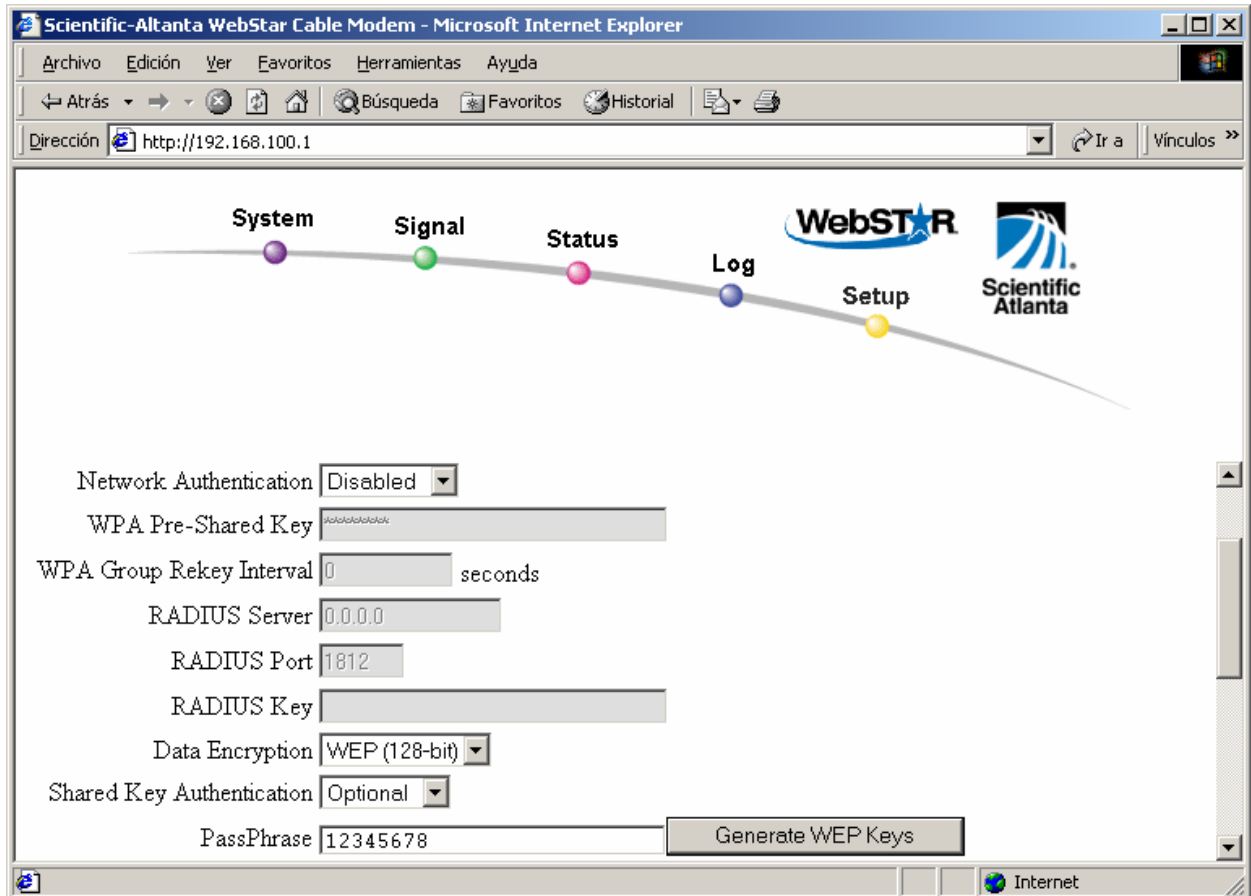 Scientific-Altanta WebStar Cable Modem - Microsoft Internet Explorer
Archivo Edición Ver Favoritos Herramientas Ayuda
Atrás Búsqueda Favoritos Historial
Dirección http://192.168.100.1 Ir a Vínculos »
System Signal Status Log Setup
WebSTAR
Scientific
Atlanta
Network Authentication Disabled
WPA Pre-Shared Key *********
WPA Group Rekey Interval 0 seconds
RADIUS Server 0.0.0.0
RADIUS Port 1812
RADIUS Key
Data Encryption WEP (128-bit)
Shared Key Authentication Optional
PassPhrase 12345678 Generate WEP Keys
Internet